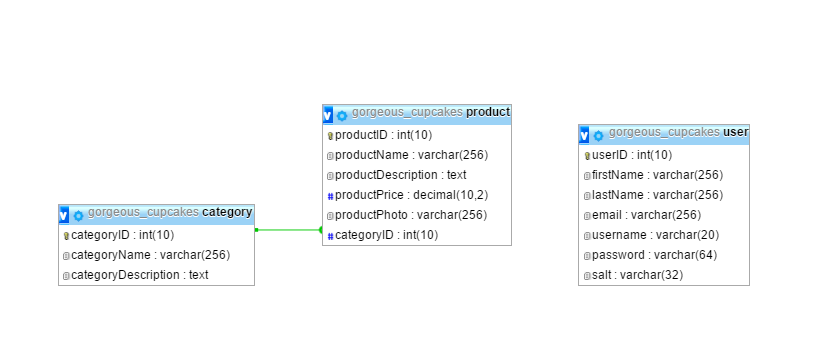 gorgeous_cupcakes category
categoryID : int(10)
categoryName : varchar(256)
categoryDescription : text
v gorgeous_cupcakes product
productID : int(10)
productName : varchar(256)
productDescription : text
productPrice : decimal(10,2)
productPhoto : varchar(256)
categoryID : int(10)
v gorgeous_cupcakes user
userID : int(10)
firstName : varchar(256)
lastName : varchar(256)
email : varchar(256)
username : varchar(20)
password : varchar(64)
salt : varchar(32)